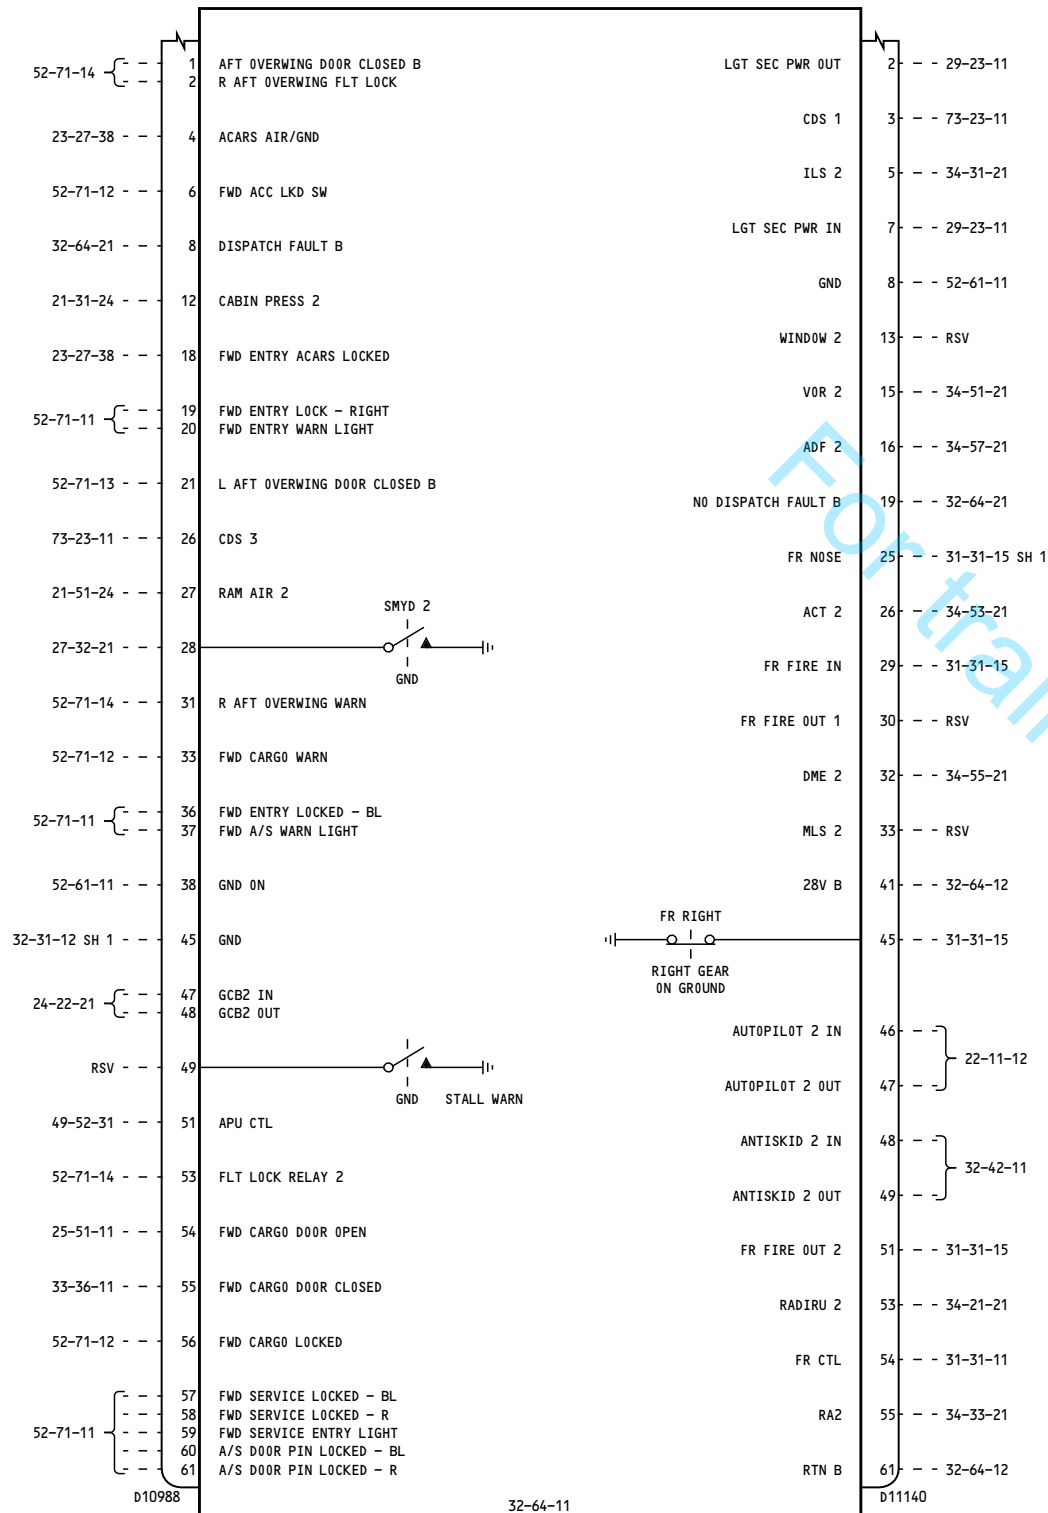 52-71-14
1 AFT OVERWING DOOR CLOSED B
2 R AFT OVERWING FLT LOCK
23-27-38 4 ACARS AIR/GND
52-71-12 6 FWD ACC LKD SW
32-64-21 8 DISPATCH FAULT B
21-31-24 12 CABIN PRESS 2
23-27-38 18 FWD ENTRY ACARS LOCKED
52-71-11
19 FWD ENTRY LOCK - RIGHT
20 FWD ENTRY WARN LIGHT
52-71-13 21 L AFT OVERWING DOOR CLOSED B
73-23-11 26 CDS 3
21-51-24 27 RAM AIR 2
SMYD 2
27-32-21 28
GND
52-71-14 31 R AFT OVERWING WARN
52-71-12 33 FWD CARGO WARN
52-71-11
36 FWD ENTRY LOCKED - BL
37 FWD A/S WARN LIGHT
52-61-11 38 GND ON
32-31-12 SH 1 45 GND
24-22-21
47 GCB2 IN
48 GCB2 OUT
RSV 49
GND STALL WARN
49-52-31 51 APU CTL
52-71-14 53 FLT LOCK RELAY 2
25-51-11 54 FWD CARGO DOOR OPEN
33-36-11 55 FWD CARGO DOOR CLOSED
52-71-12 56 FWD CARGO LOCKED
52-71-11
57 FWD SERVICE LOCKED - BL
58 FWD SERVICE LOCKED - R
59 FWD SERVICE ENTRY LIGHT
60 A/S DOOR PIN LOCKED - BL
61 A/S DOOR PIN LOCKED - R
D10988
LGT SEC PWR OUT 2 29-23-11
CDS 1 3 73-23-11
ILS 2 5 34-31-21
LGT SEC PWR IN 7 29-23-11
GND 8 52-61-11
WINDOW 2 13 RSV
VOR 2 15 34-51-21
ADF 2 16 34-57-21
NO DISPATCH FAULT B 19 32-64-21
FR NOSE 25 31-31-15 SH 1
ACT 2 26 34-53-21
FR FIRE IN 29 31-31-15
FR FIRE OUT 1 30 RSV
DME 2 32 34-55-21
MLS 2 33 RSV
28V B 41 32-64-12
FR RIGHT
45 31-31-15
RIGHT GEAR
ON GROUND
AUTOPILOT 2 IN 46
22-11-12
AUTOPILOT 2 OUT 47
ANTISKID 2 IN 48
32-42-11
ANTISKID 2 OUT 49
FR FIRE OUT 2 51 31-31-15
RADIRU 2 53 34-21-21
FR CTL 54 31-31-11
RA2 55 34-33-21
RTN B 61 32-64-12
D11140
32-64-11
For